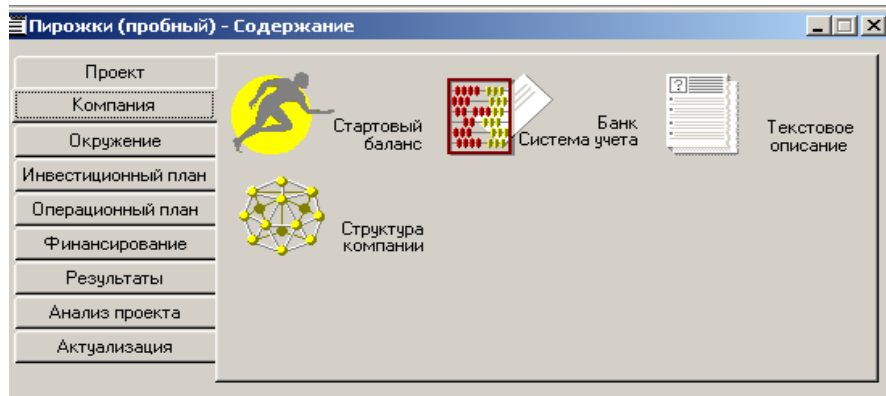 Пирожки (пробный) - Содержание
Проект
Компания
Окружение
Инвестиционный план
Операционный план
Финансирование
Результаты
Анализ проекта
Актуализация
Стартовый
баланс
Банк
Система учета
?
Текстовое
описание
Структура
компании